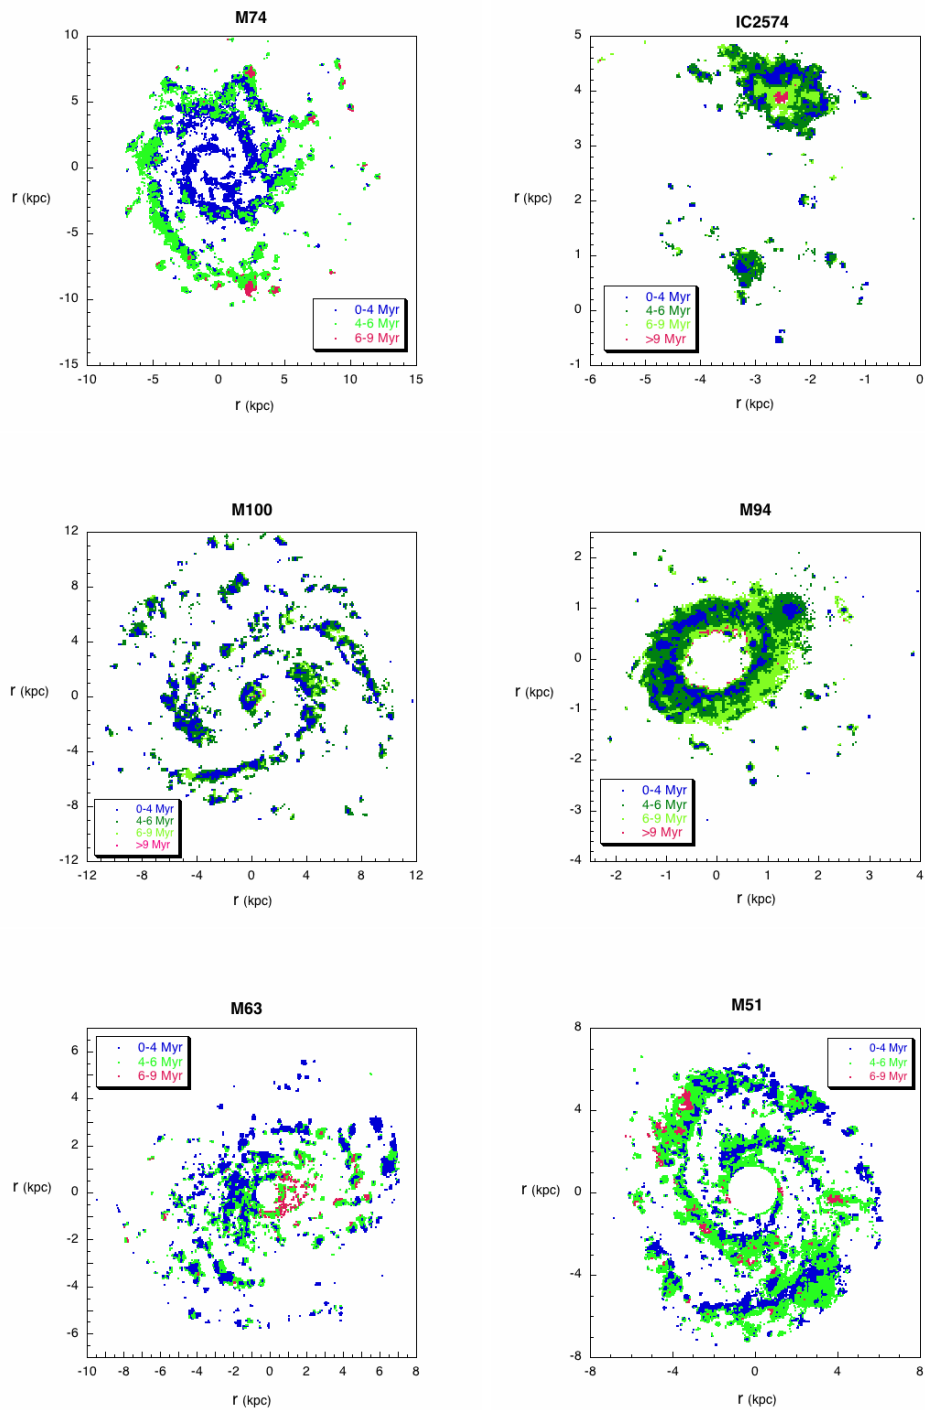 M74
10
5
0
-5
-10
-15
r (kpc)
-10 -5 0 5 10 15
r (kpc)
0-4 Myr
4-6 Myr
6-9 Myr
IC2574
5
4
3
2
1
0
-1
r (kpc)
-6 -5 -4 -3 -2 -1 0
r (kpc)
0-4 Myr
4-6 Myr
6-9 Myr
>9 Myr
M100
12
8
4
0
-4
-8
-12
r (kpc)
-12 -8 -4 0 4 8 12
r (kpc)
0-4 Myr
4-6 Myr
6-9 Myr
>9 Myr
M94
2
1
0
-1
-2
-3
-4
r (kpc)
-2 -1 0 1 2 3 4
r (kpc)
0-4 Myr
4-6 Myr
6-9 Myr
>9 Myr
M63
6
4
2
0
-2
-4
-6
r (kpc)
-10 -8 -6 -4 -2 0 2 4 6 8
r (kpc)
0-4 Myr
4-6 Myr
6-9 Myr
M51
8
4
0
-4
-8
r (kpc)
-8 -4 0 4 8
r (kpc)
0-4 Myr
4-6 Myr
6-9 Myr